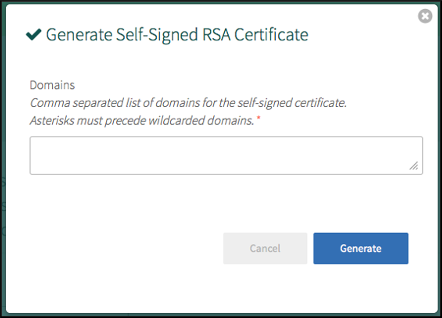 Generate Self-Signed RSA Certificate
Domains
Comma separated list of domains for the self-signed certificate.
Asterisks must precede wildcarded domains. *
Cancel
Generate